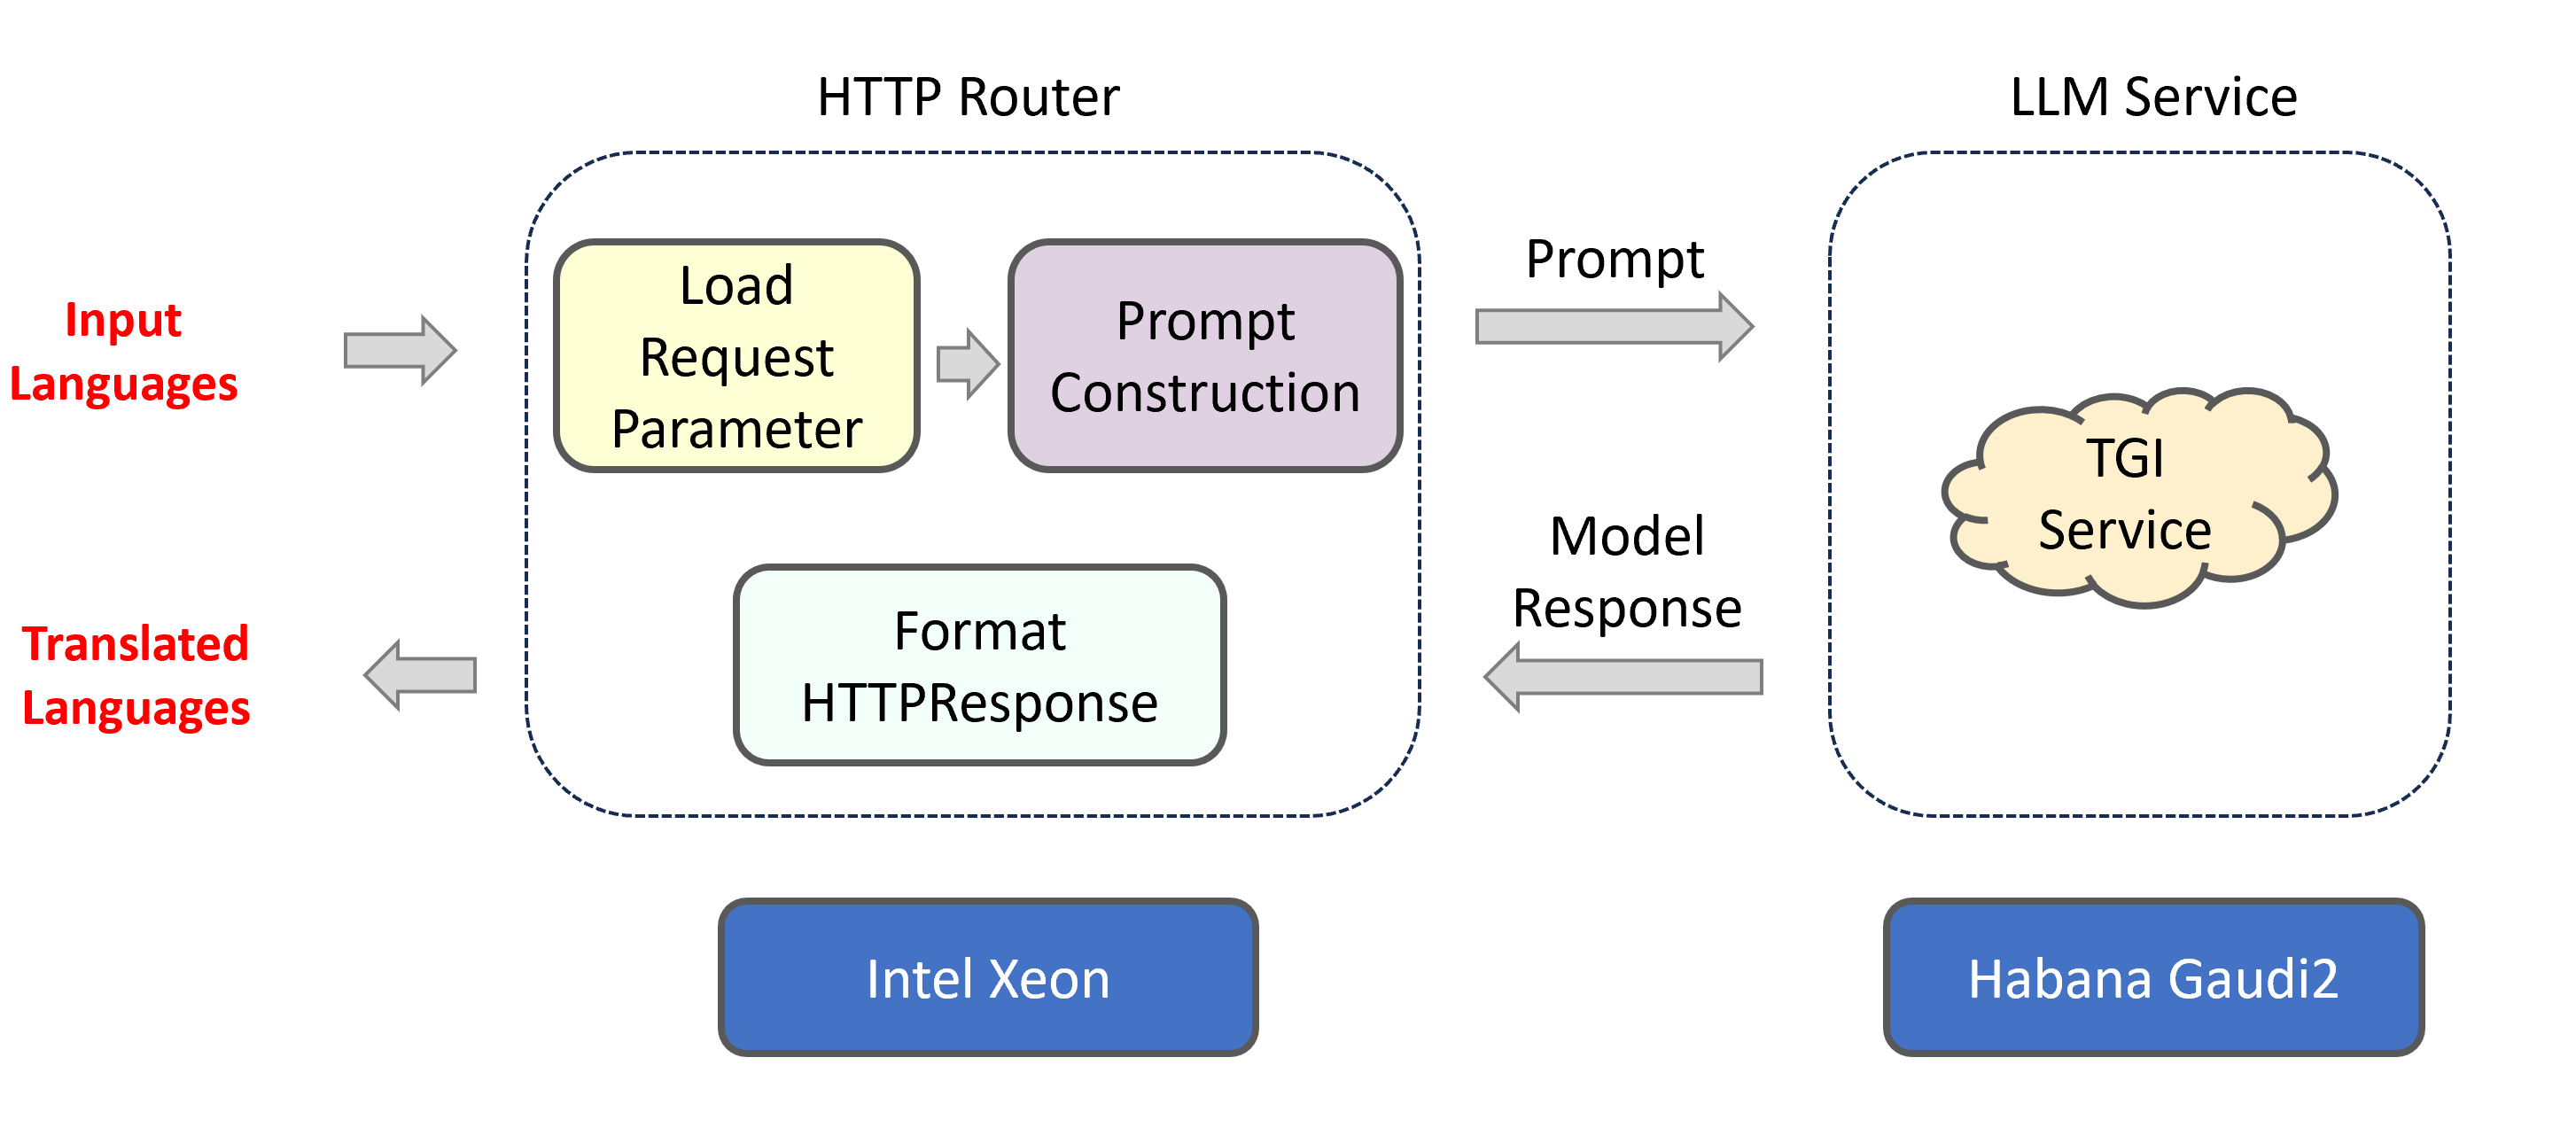 HTTP Router
LLM Service
Input
Languages
Load
Request
Parameter
Prompt
Construction
Prompt
TGI
Service
Model
Response
Format
HTTPResponse
Translated
Languages
Intel Xeon
Habana Gaudi2